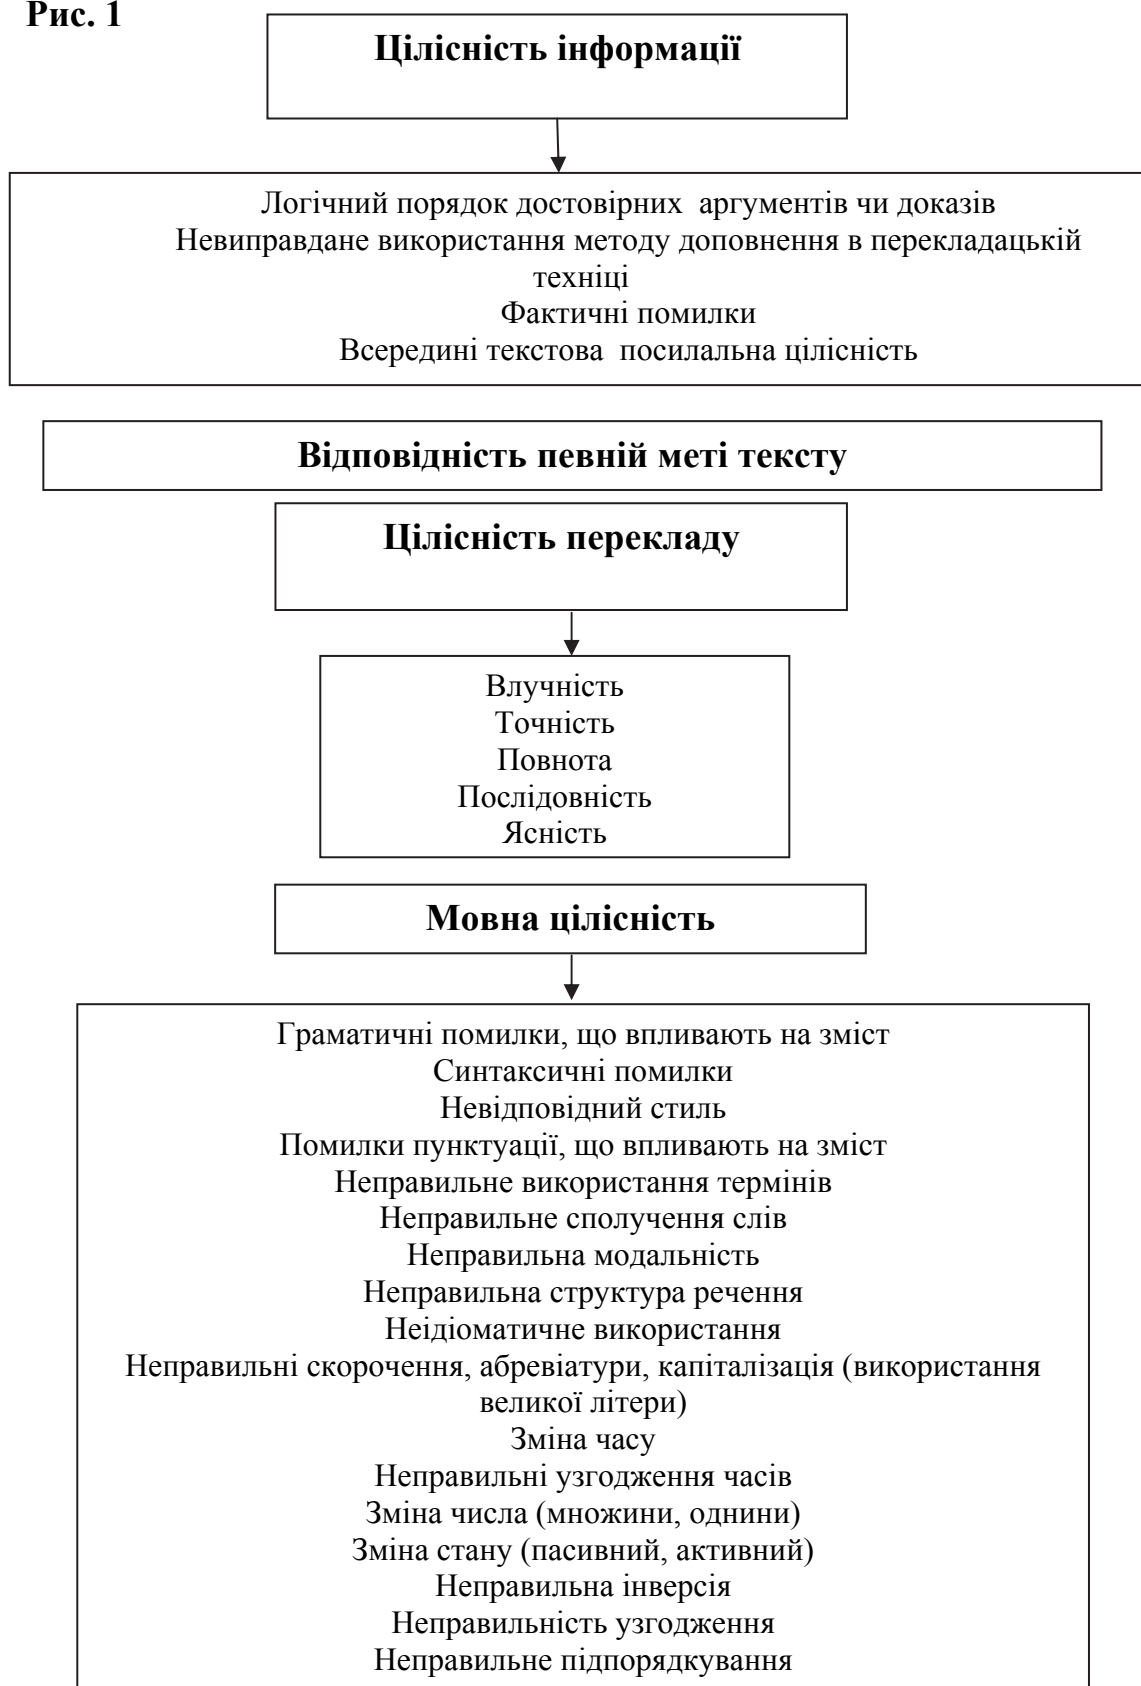 Рис. 1
Цілісність інформації
Логічний порядок достовірних аргументів чи доказів
Невиправдане використання методу доповнення в перекладацькій
техніці
Фактичні помилки
Всередині текстова посилальна цілісність
Відповідність певній меті тексту
Цілісність перекладу
Влучність
Точність
Повнота
Послідовність
Ясність
Мовна цілісність
Граматичні помилки, що впливають на зміст
Синтаксичні помилки
Невідповідний стиль
Помилки пунктуації, що впливають на зміст
Неправильне використання термінів
Неправильне сполучення слів
Неправильна модальність
Неправильна структура речення
Неідіоматичне використання
Неправильні скорочення, абревіатури, капіталізація (використання
великої літери)
Зміна часу
Неправильні узгодження часів
Зміна числа (множини, однини)
Зміна стану (пасивний, активний)
Неправильна інверсія
Неправильність узгодження
Неправильне підпорядкування